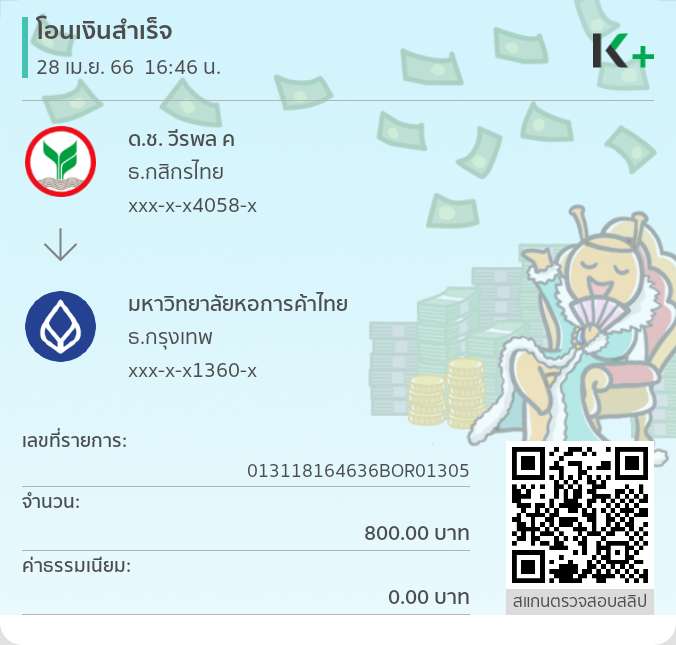 โอนเงินสำเร็จ
28 เม.ย. 66 16:46 น.
K+
ด.ช. วีรพล ค
ธ.กสิกรไทย
xxx-x-x4058-x
มหาวิทยาลัยหอการค้าไทย
ธ.กรุงเทพ
xxx-x-x1360-x
เลขที่รายการ:
013118164636BOR01305
จำนวน:
800.00 บาท
ค่าธรรมเนียม:
0.00 บาท
สแกนตรวจสอบสลิป